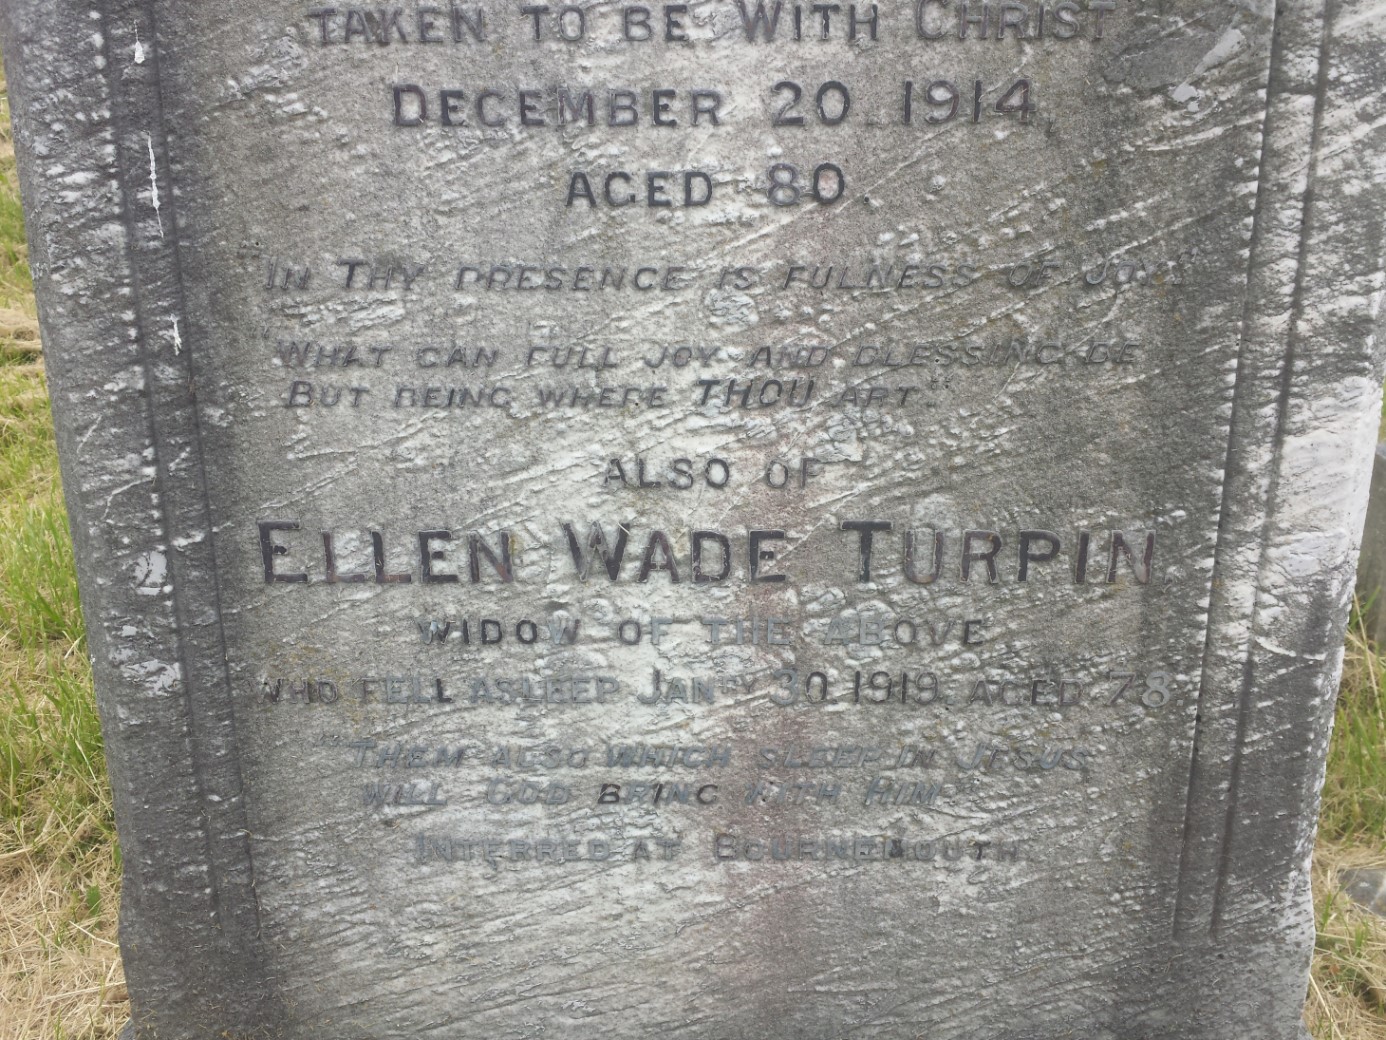 TAKEN TO BE WITH CHRIST
DECEMBER 20. 1914,
AGED 80.
"IN THY PRESENCE IS FULNESS OF JOY."
"WHAT CAN FULL JOY AND BLESSING BE
BUT BEING WHERE THOU ART."
ALSO OF
ELLEN WADE TURPIN,
WIDOW OF THE ABOVE
WHO FELL ASLEEP JANRY 30. 1919. AGED 78.
"THEM ALSO WHICH SLEEP IN JESUS
WILL GOD BRING WITH HIM"
INTERRED AT BOURNEMOUTH.